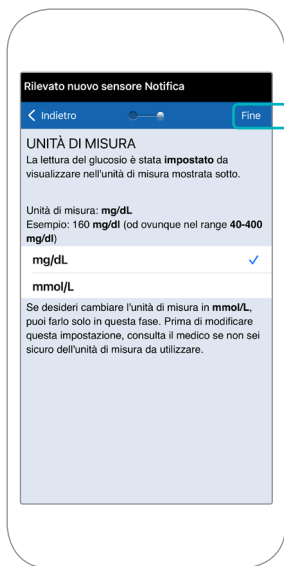 Rilevato nuovo sensore Notifica
Indietro
Fine
UNITÀ DI MISURA
La lettura del glucosio è stata impostato da
visualizzare nell'unità di misura mostrata sotto.
Unità di misura: mg/dL
Esempio: 160 mg/dl (od ovunque nel range 40-400
mg/dl)
mg/dL
mmol/L
Se desideri cambiare l'unità di misura in mmol/L,
puoi farlo solo in questa fase. Prima di modificare
questa impostazione, consulta il medico se non sei
sicuro dell'unità di misura da utilizzare.